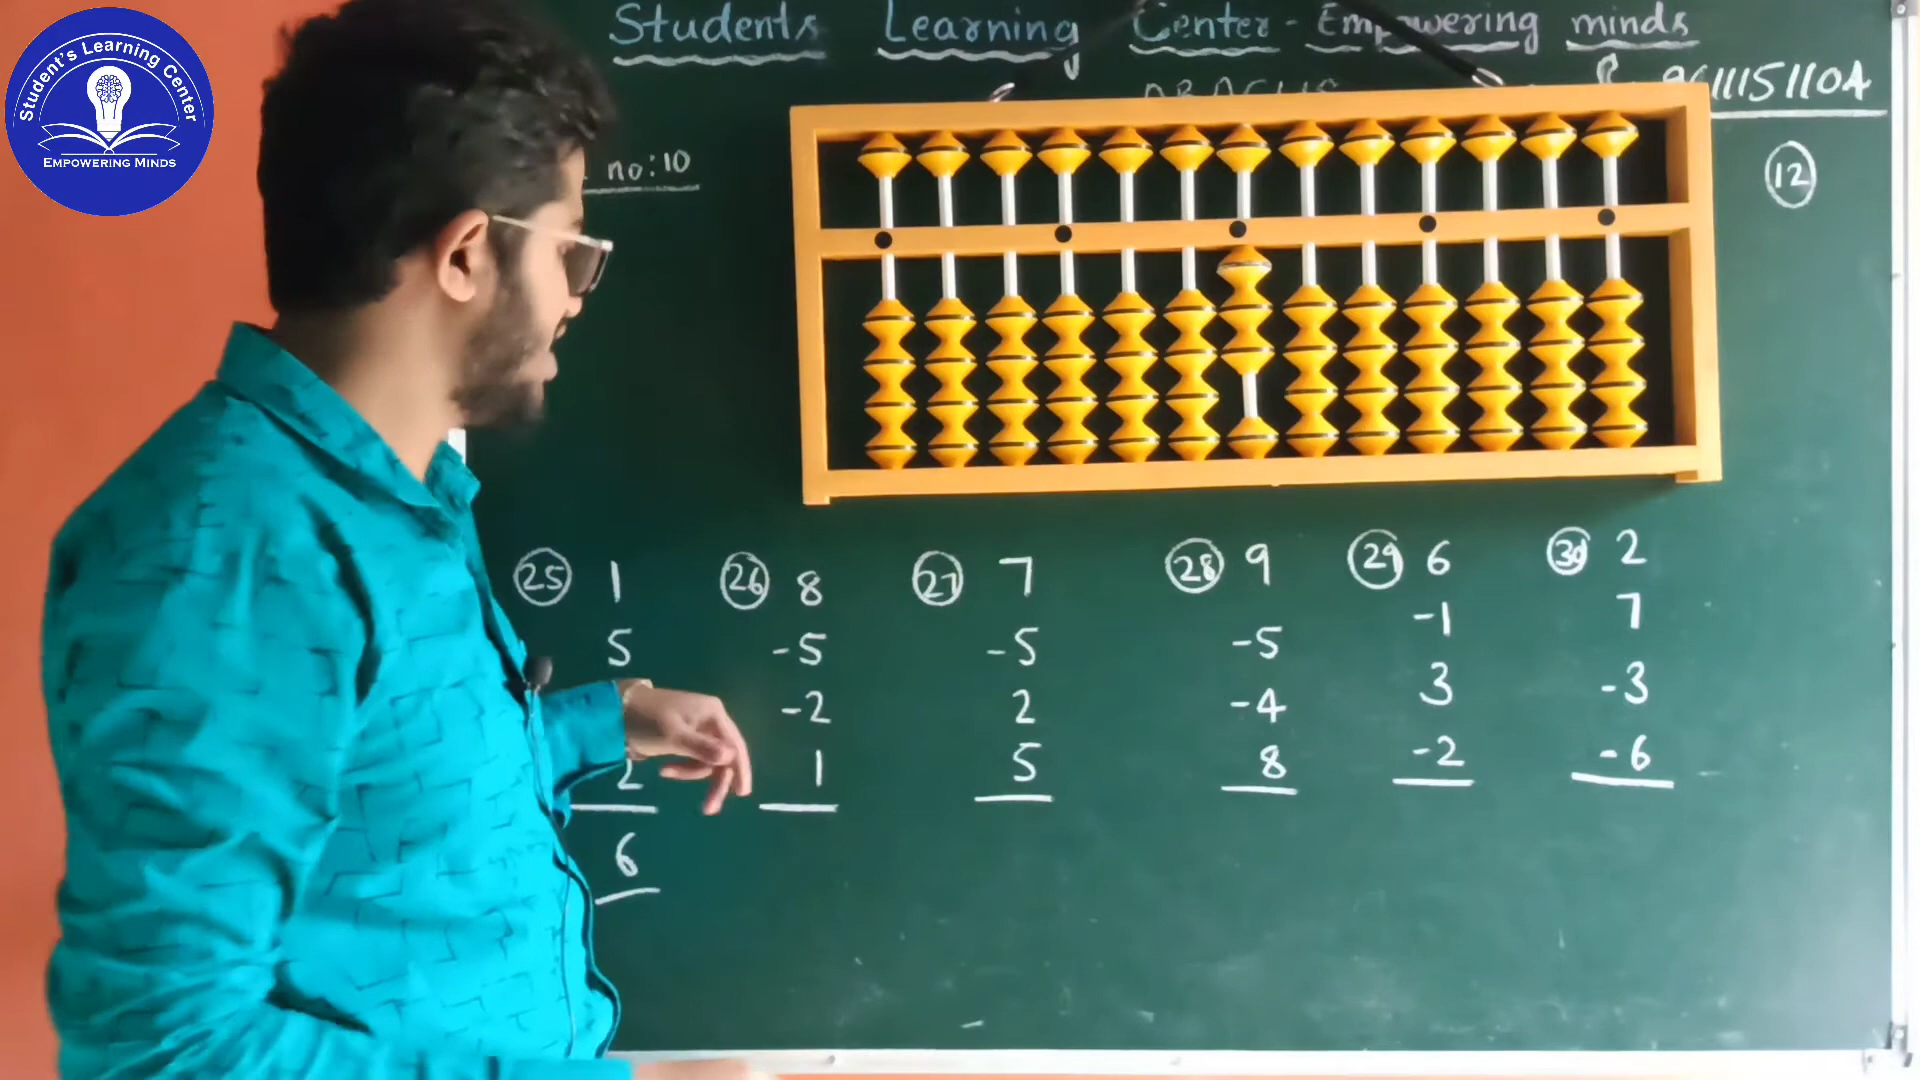 Student's Learning Center
EMPOWERING MINDS
Students Learning Center - Empowering minds
ABACUS
9611151104
no:10
12
25 1 26 8 27 7 28 9 29 6 30 2
5 -5 -5 -5 -1 7
-2 2 -4 3 -3
2 1 5 8 -2 -6
6